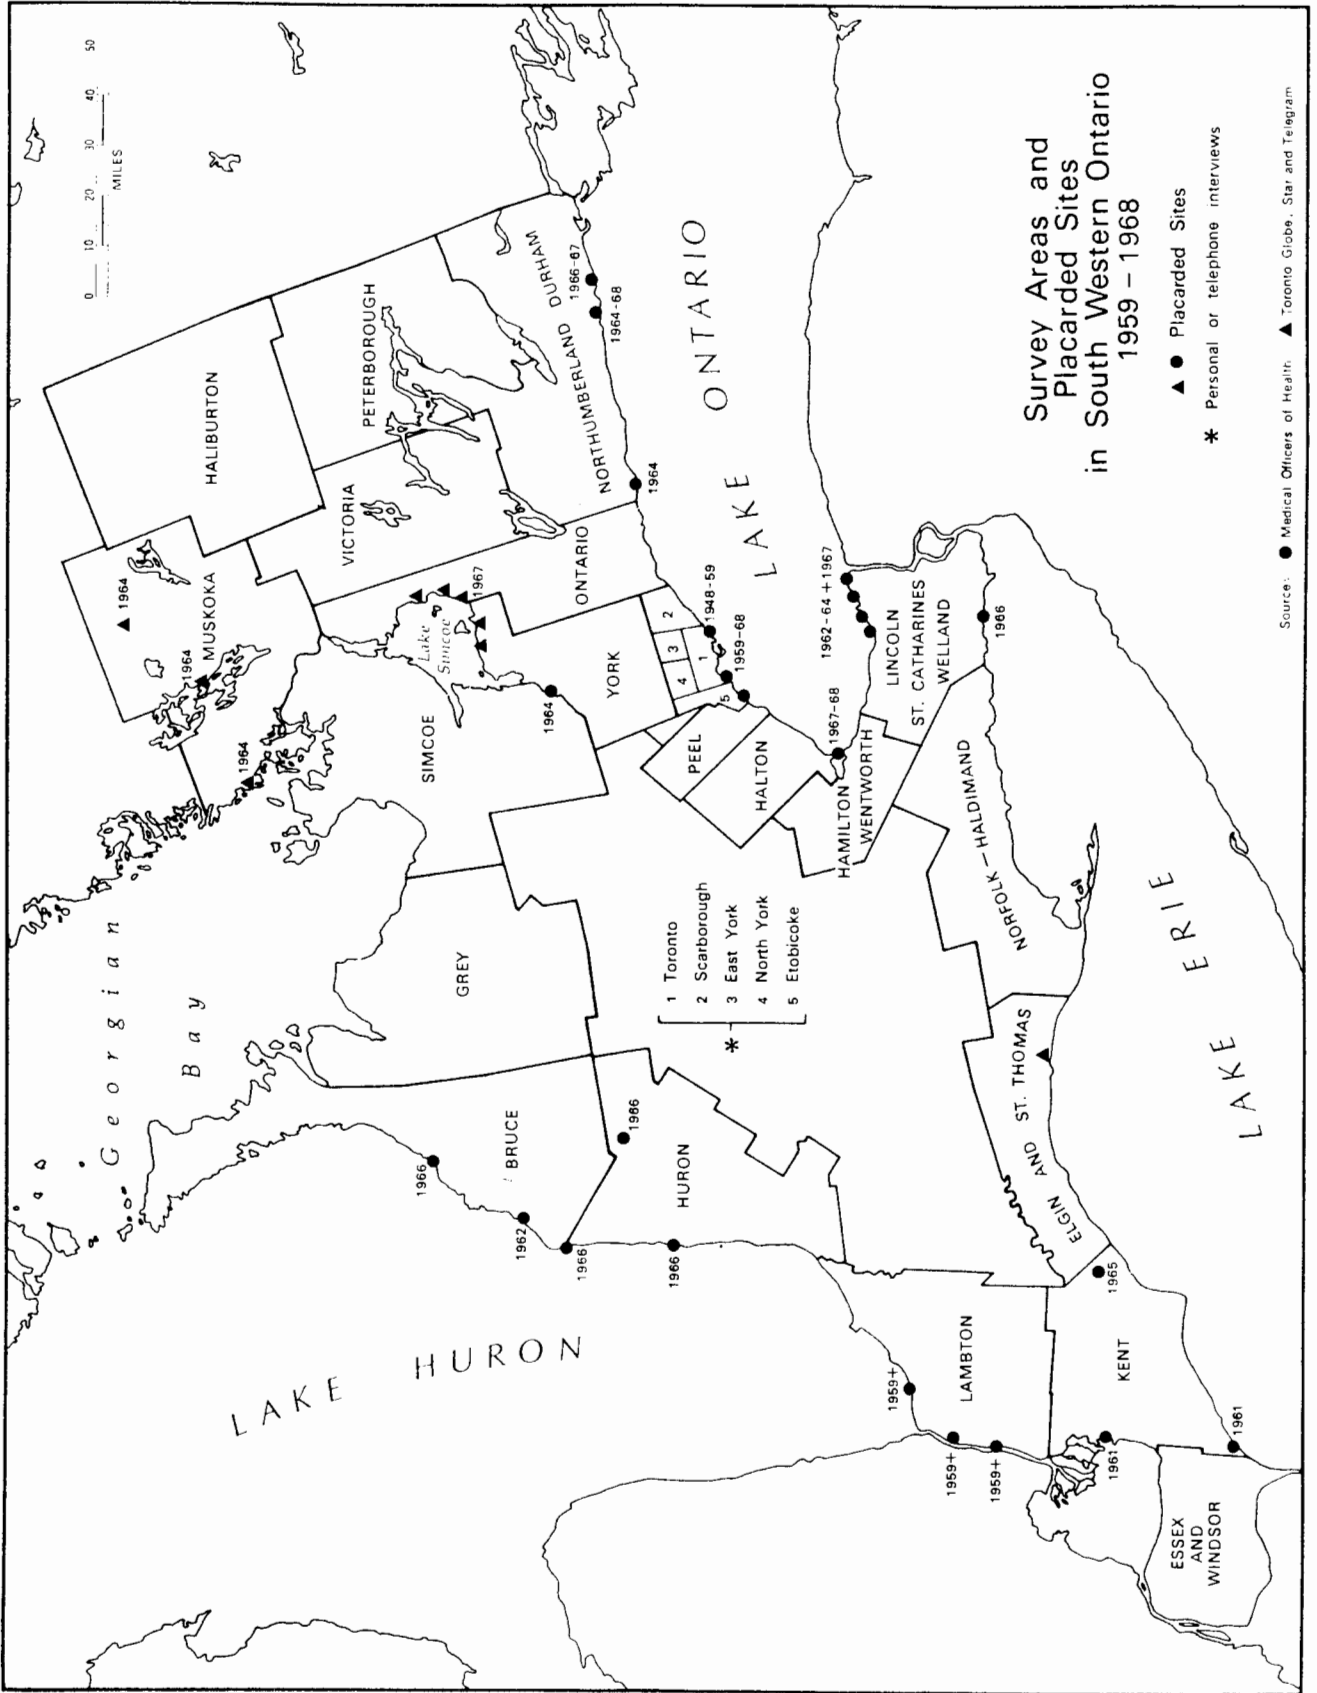 Survey Areas and
Placarded Sites
in South Western Ontario
1959 – 1968
▲ ● Placarded Sites
* Personal or telephone interviews
Source: ● Medical Officers of Health ▲ Toronto Globe, Star and Telegram
0 10 20 30 40 50
MILES
LAKE HURON
Georgian
Bay
LAKE ONTARIO
LAKE ERIE
Lake
Simcoe
HALIBURTON
MUSKOKA
1964
1964
1964
PETERBOROUGH
VICTORIA
NORTHUMBERLAND DURHAM
1966-67
1964-68
1964
ONTARIO
1967
YORK
1964
SIMCOE
1948-59
1959-68
1
2
3
4
5
PEEL
HALTON
HAMILTON
WENTWORTH
1967-68
1962-64 + 1967
LINCOLN
ST. CATHARINES
WELLAND
1966
NORFOLK – HALDIMAND
GREY
BRUCE
1966
1962
1966
HURON
1966
1966
*
1 Toronto
2 Scarborough
3 East York
4 North York
5 Etobicoke
ELGIN AND ST. THOMAS
LAMBTON
1959+
1959+
1959+
KENT
1965
1961
1961
ESSEX
AND
WINDSOR